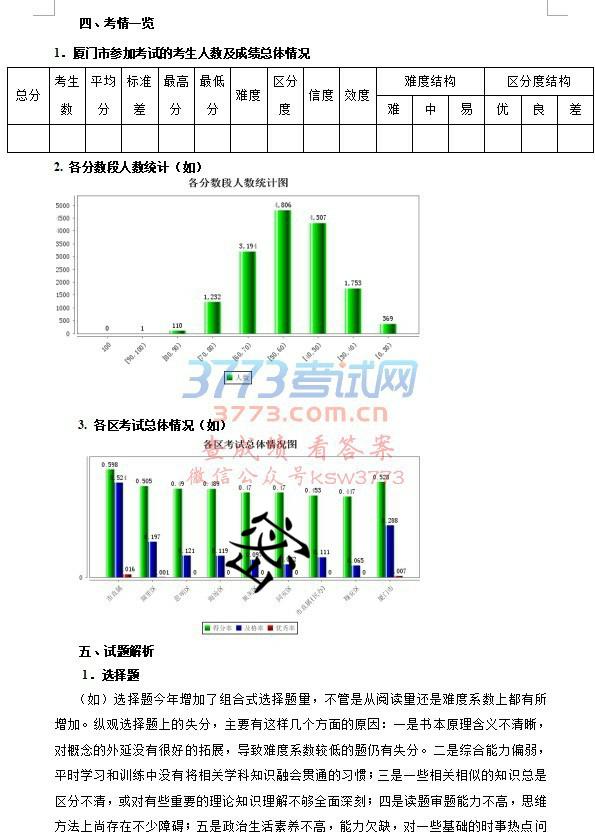 四、考情一览
1．厦门市参加考试的考生人数及成绩总体情况
总分 考生数 平均分 标准差 最高分 最低分 难度 区分度 信度 效度 难度结构 区分度结构
难 中 易 优 良 差
2. 各分数段人数统计（如）
各分数段人数统计图
5000
4500
4000
3500
3000
2500
2000
1500
1000
500
0
0 1 110 1,232 3,194 4,806 4,307 1,753 369
100 [90,100) [80,90) [70,80) [60,70) [50,60) [40,50) [30,40) [0,30)
人数
3773考试网
3773.com.cn
查成绩 看答案
微信公众号ksw3773
3. 各区考试总体情况（如）
各区考试总体情况图
0.598 .524 016 0.505 0.197 001 0.49 0.121 0 0.489 0.119 0 0.47 0 0.47 0 0.455 0.111 0 0.447 0.065 0 0.528 0.288 007
0
市直属 湖里区 思明区 海沧区 集美区 同安区 市直属(民办) 翔安区 厦门市
得分率 及格率 优秀率
五、试题解析
1．选择题
（如）选择题今年增加了组合式选择题量，不管是从阅读量还是难度系数上都有所
增加。纵观选择题上的失分，主要有这样几个方面的原因：一是书本原理含义不清晰，
对概念的外延没有很好的拓展，导致难度系数较低的题仍有失分。二是综合能力偏弱，
平时学习和训练中没有将相关学科知识融会贯通的习惯；三是一些相关相似的知识总是
区分不清，或对有些重要的理论知识理解不够全面深刻；四是读题审题能力不高，思维
方法上尚存在不少障碍；五是政治生活素养不高，能力欠缺，对一些基础的时事热点问